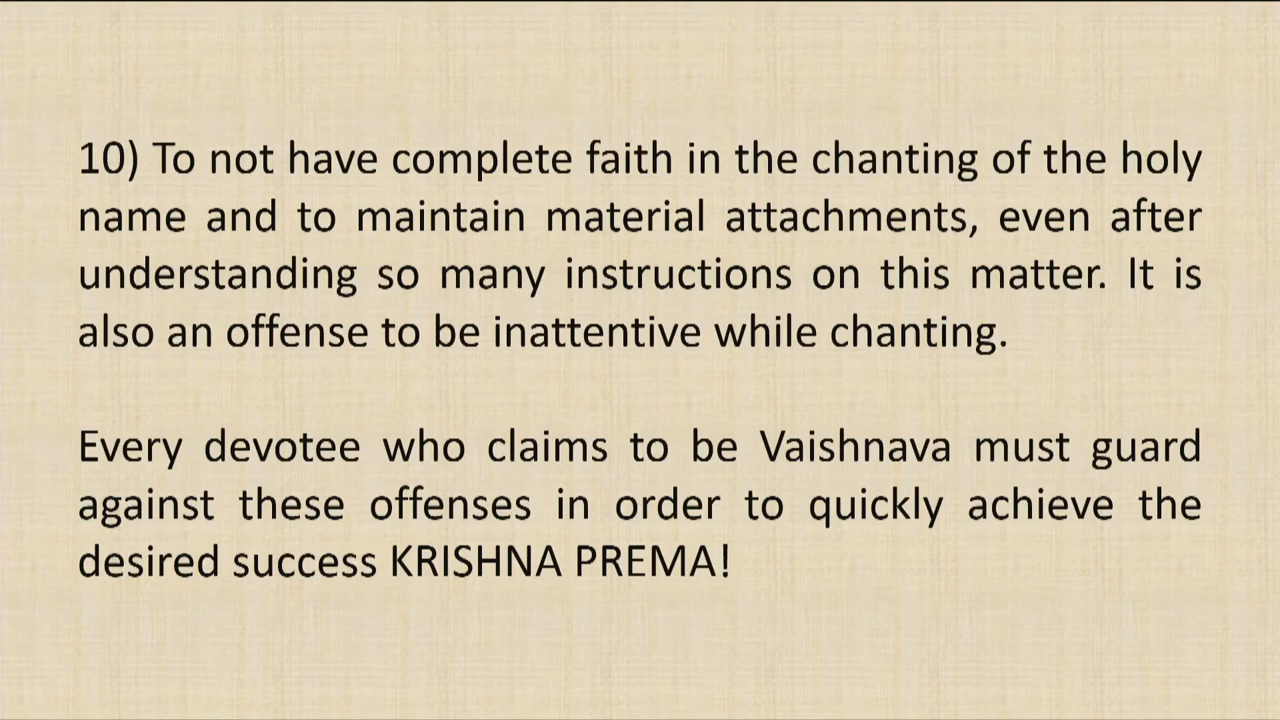 10) To not have complete faith in the chanting of the holy
name and to maintain material attachments, even after
understanding so many instructions on this matter. It is
also an offense to be inattentive while chanting.
Every devotee who claims to be Vaishnava must guard
against these offenses in order to quickly achieve the
desired success KRISHNA PREMA!